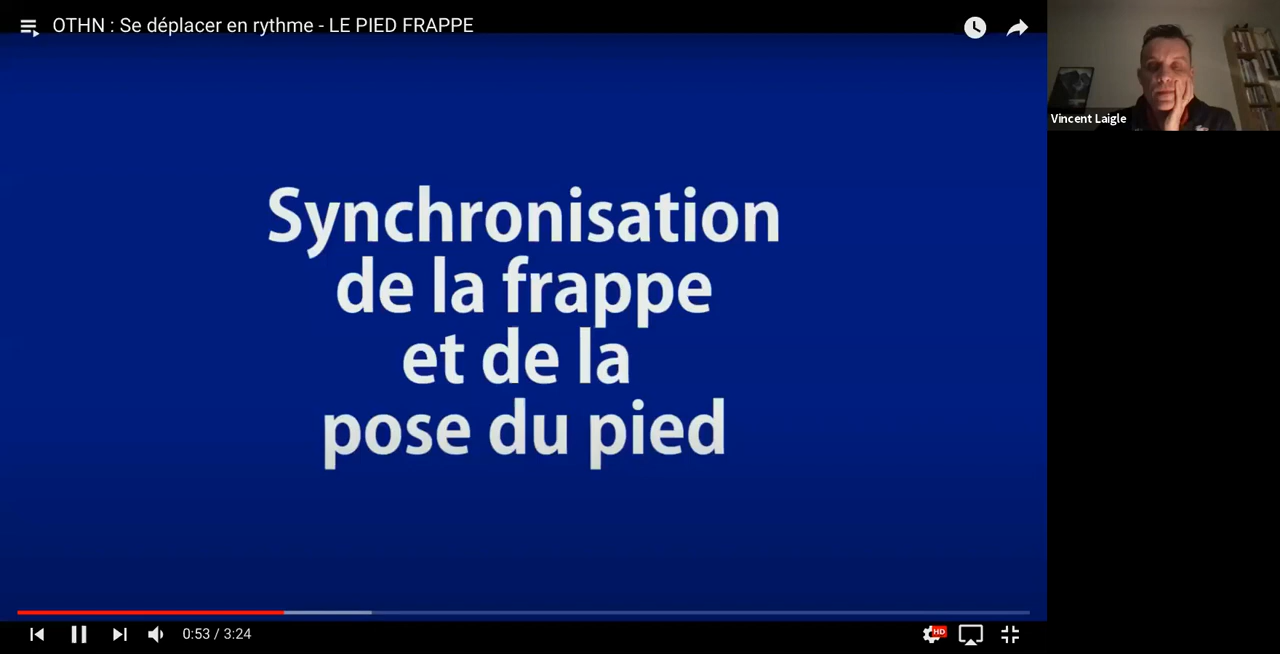 OTHN : Se déplacer en rythme - LE PIED FRAPPE
Vincent Laigle
Synchronisation
de la frappe
et de la
pose du pied
0:53 / 3:24
HD